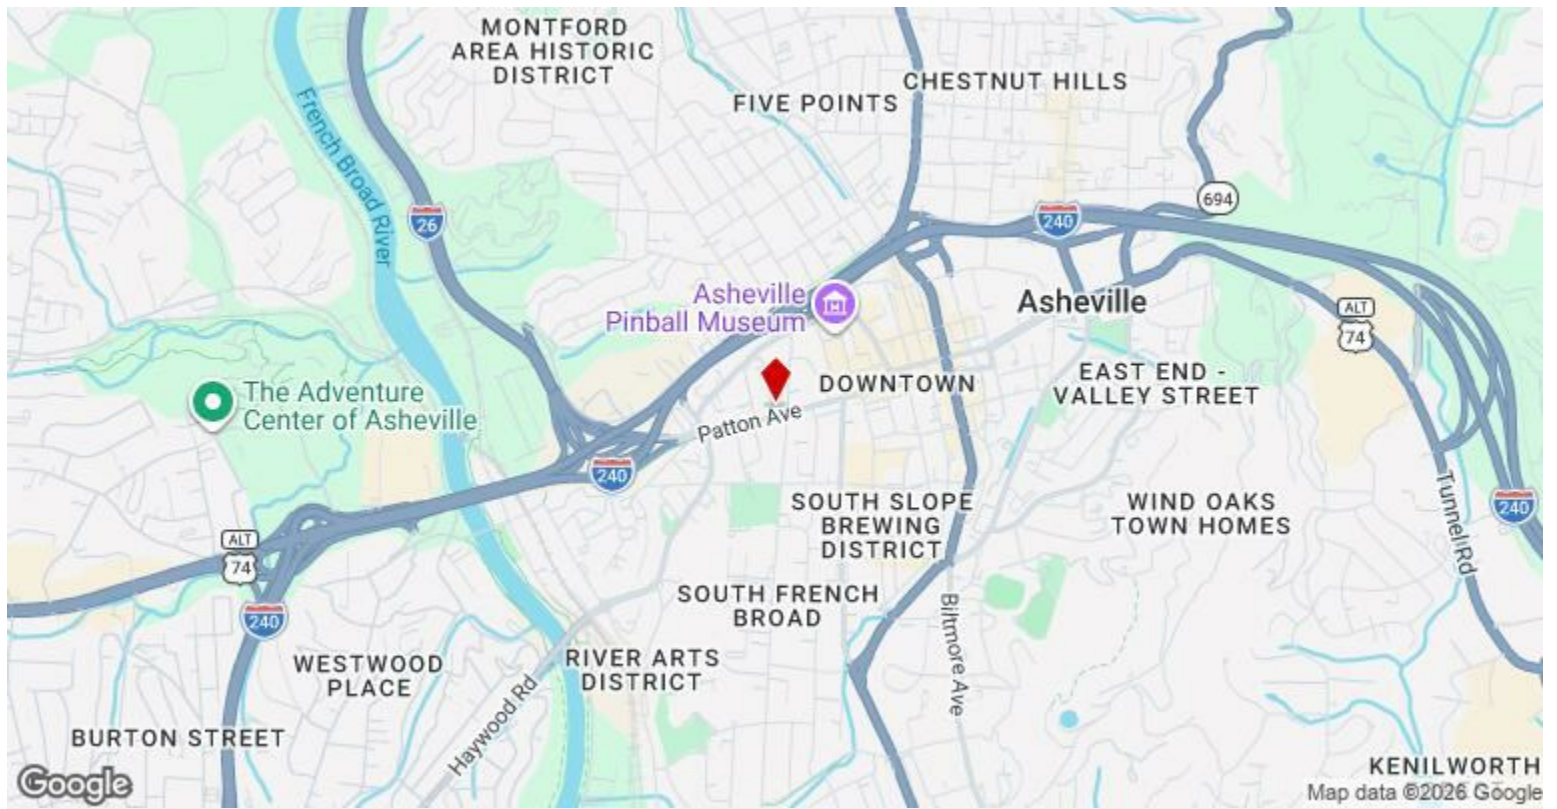 MONTFORD
AREA HISTORIC
DISTRICT
CHESTNUT HILLS
FIVE POINTS
French Broad River
26
240
694
Asheville
Pinball Museum
Asheville
ALT
74
The Adventure
Center of Asheville
DOWNTOWN
EAST END -
VALLEY STREET
Patton Ave
240
SOUTH SLOPE
BREWING
DISTRICT
WIND OAKS
TOWN HOMES
Tunnel Rd
240
ALT
74
240
SOUTH FRENCH
BROAD
Biltmore Ave
WESTWOOD
PLACE
RIVER ARTS
DISTRICT
Haywood Rd
BURTON STREET
KENILWORTH
Google
Map data ©2026 Google